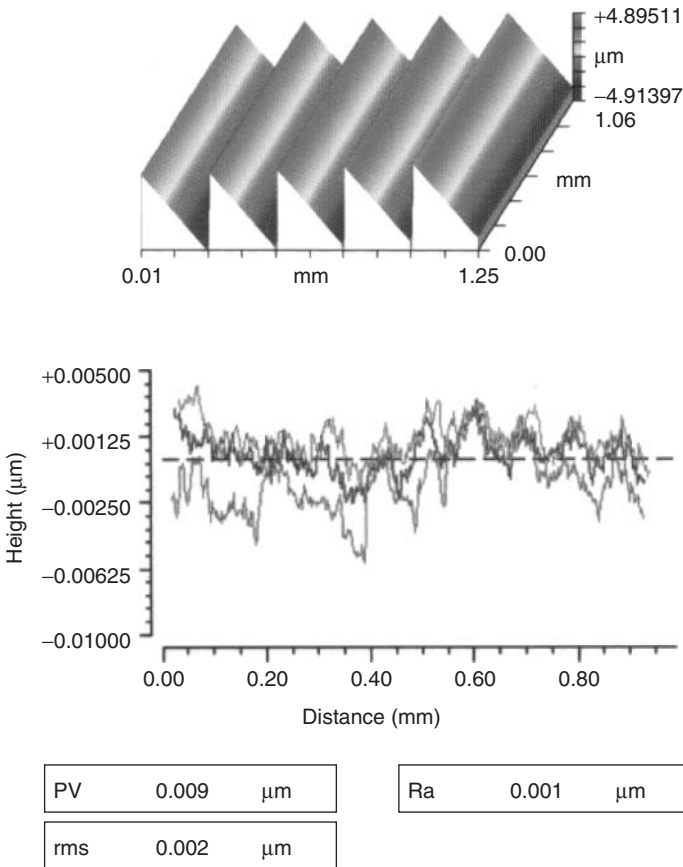 +4.89511
μm
−4.91397
1.06
mm
0.00
0.01 mm 1.25
+0.00500
+0.00125
−0.00250
−0.00625
−0.01000
Height (μm)
0.00 0.20 0.40 0.60 0.80
Distance (mm)
PV 0.009 μm
Ra 0.001 μm
rms 0.002 μm